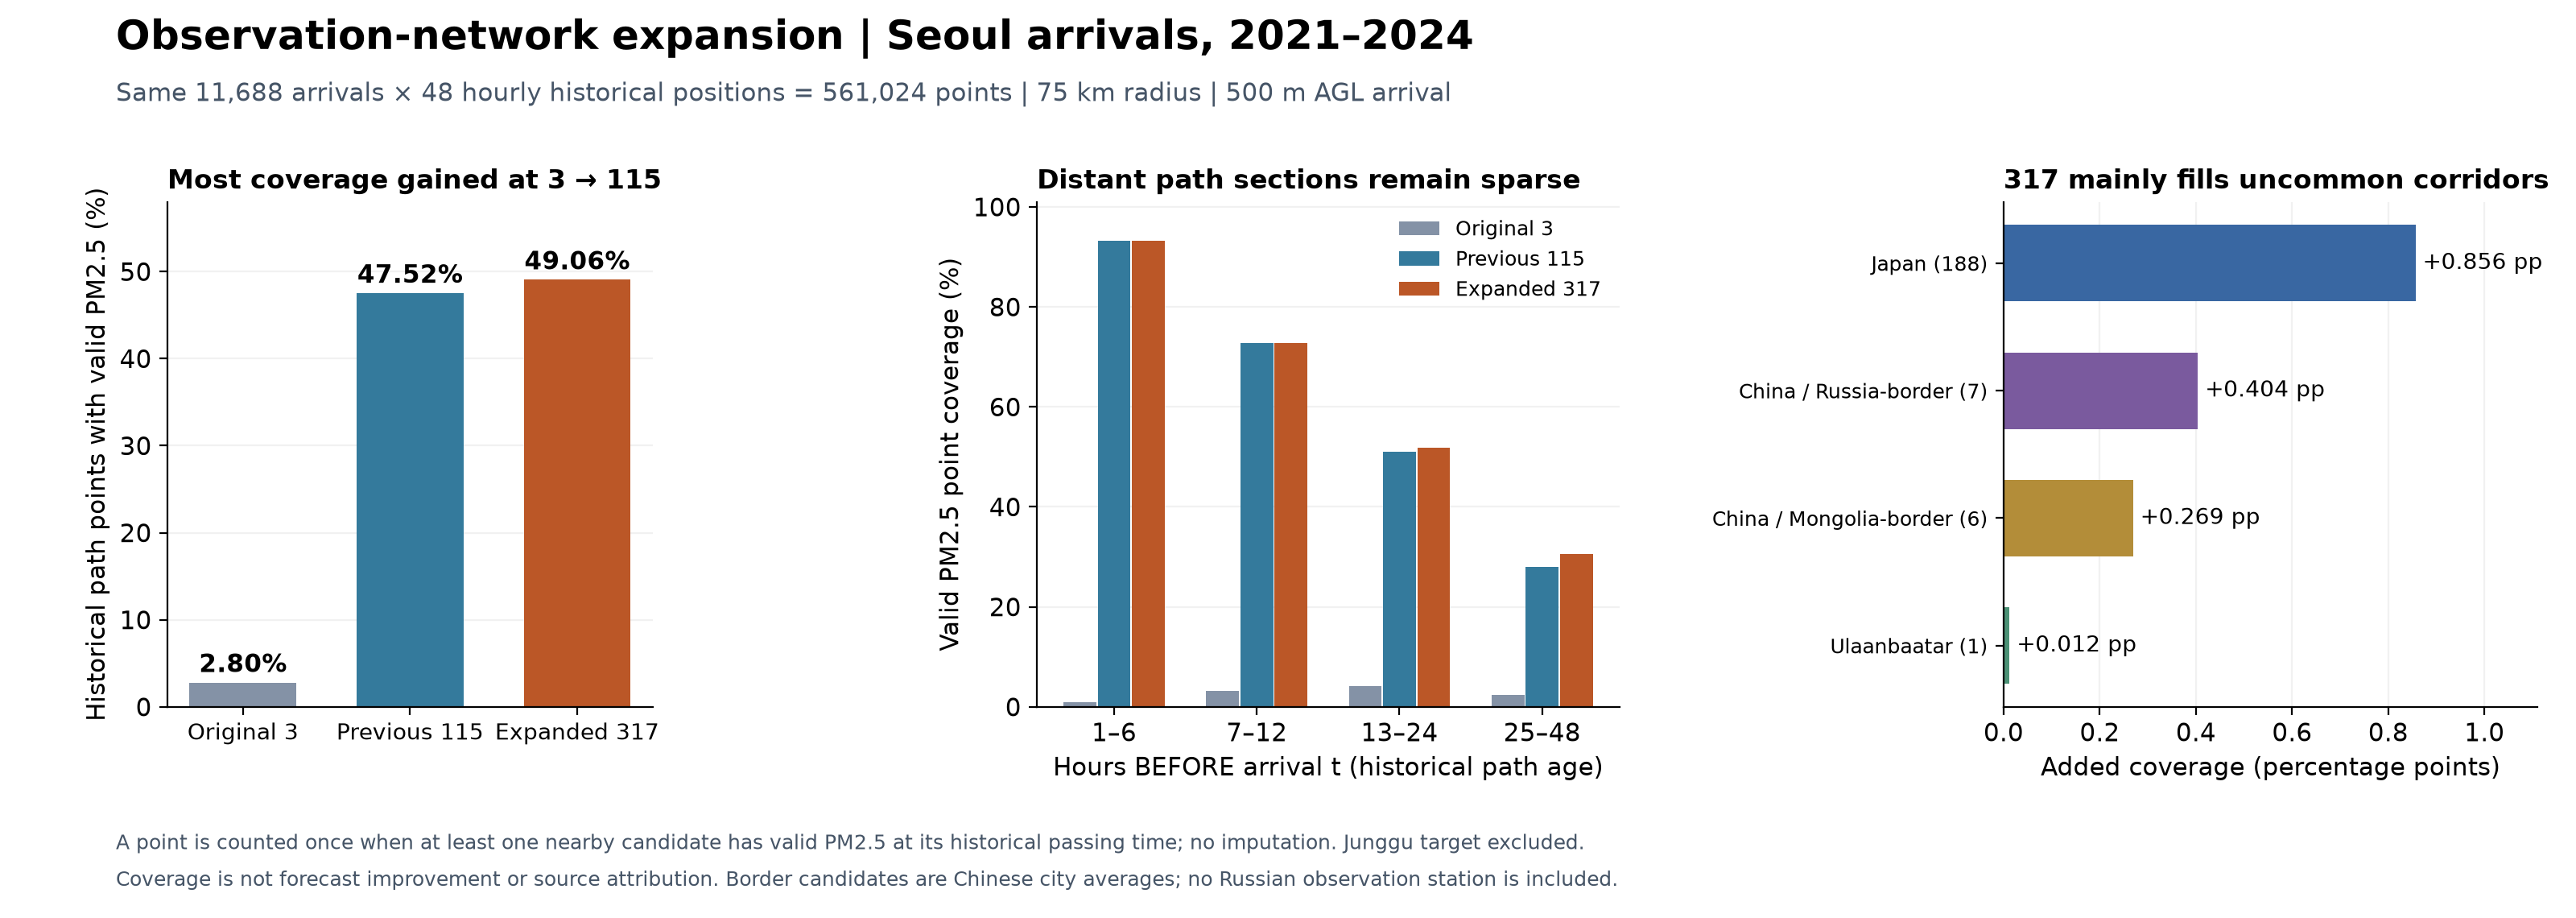 Observation-network expansion | Seoul arrivals, 2021–2024
Same 11,688 arrivals × 48 hourly historical positions = 561,024 points | 75 km radius | 500 m AGL arrival
Most coverage gained at 3 → 115
Historical path points with valid PM2.5 (%)
50
40
30
20
10
0
2.80%
47.52%
49.06%
Original 3
Previous 115
Expanded 317
Distant path sections remain sparse
Valid PM2.5 point coverage (%)
100
80
60
40
20
0
Original 3
Previous 115
Expanded 317
1–6
7–12
13–24
25–48
Hours BEFORE arrival t (historical path age)
317 mainly fills uncommon corridors
Japan (188)
+0.856 pp
China / Russia-border (7)
+0.404 pp
China / Mongolia-border (6)
+0.269 pp
Ulaanbaatar (1)
+0.012 pp
0.0
0.2
0.4
0.6
0.8
1.0
Added coverage (percentage points)
A point is counted once when at least one nearby candidate has valid PM2.5 at its historical passing time; no imputation. Junggu target excluded.
Coverage is not forecast improvement or source attribution. Border candidates are Chinese city averages; no Russian observation station is included.